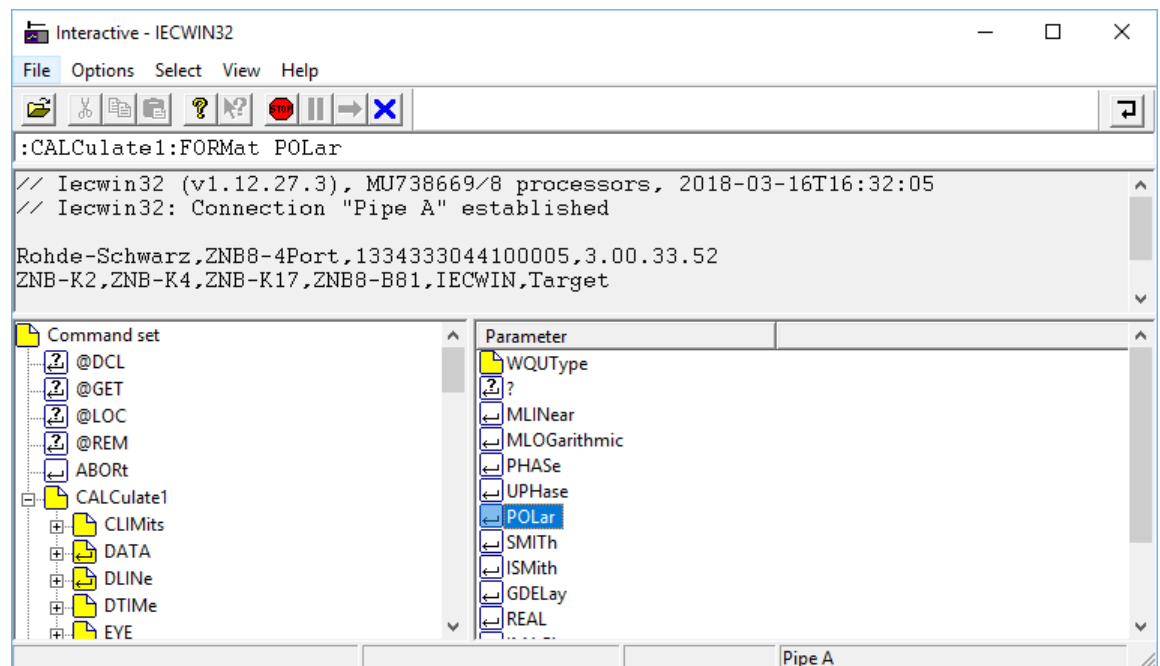 Interactive - IECWIN32
File Options Select View Help
STOP
:CALCulate1:FORMat POLar
// Iecwin32 (v1.12.27.3), MU738669/8 processors, 2018-03-16T16:32:05
// Iecwin32: Connection "Pipe A" established
Rohde-Schwarz,ZNB8-4Port,1334333044100005,3.00.33.52
ZNB-K2,ZNB-K4,ZNB-K17,ZNB8-B81,IECWIN,Target
Command set
@DCL
@GET
@LOC
@REM
ABORt
CALCulate1
CLIMits
DATA
DLINe
DTIMe
EYE
Parameter
WQUType
?
MLINear
MLOGarithmic
PHASe
UPHase
POLar
SMITh
ISMith
GDELay
REAL
Pipe A